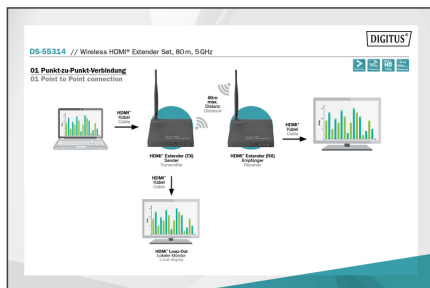 DIGITUS®
DS-55314 // Wireless HDMI® Extender Set, 80m, 5GHz
01 Punkt-zu-Punkt-Verbindung
01 Point to Point connection
80m
max.
Distanz
Distance
HDMI®
Kabel
Cable
HDMI®
Kabel
Cable
HDMI® Extender (TX)
Sender
Transmitter
HDMI® Extender (RX)
Empfänger
Receiver
HDMI®
Kabel
Cable
HDMI® Loop-Out
Lokaler Monitor
Local display